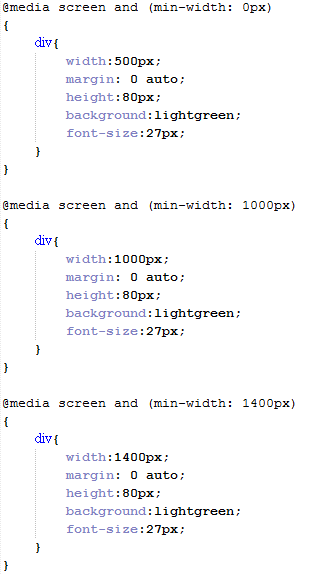 @media screen and (min-width: 0px)
{
div{
width:500px;
margin: 0 auto;
height:80px;
background:lightgreen;
font-size:27px;
}
}
@media screen and (min-width: 1000px)
{
div{
width:1000px;
margin: 0 auto;
height:80px;
background:lightgreen;
font-size:27px;
}
}
@media screen and (min-width: 1400px)
{
div{
width:1400px;
margin: 0 auto;
height:80px;
background:lightgreen;
font-size:27px;
}
}